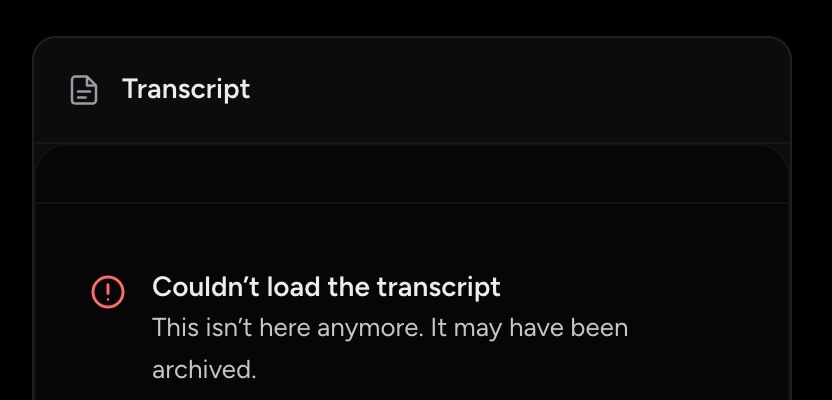 Transcript
Couldn’t load the transcript
This isn’t here anymore. It may have been
archived.